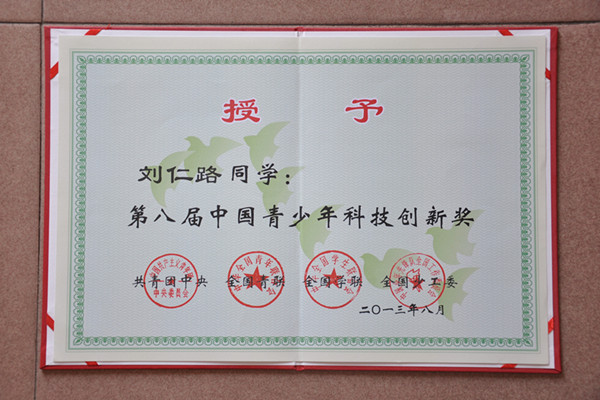 授予
刘仁路同学：
第八届中国青少年科技创新奖
共青团中央 全国青联 全国学联 全国少工委
二〇一三年八月